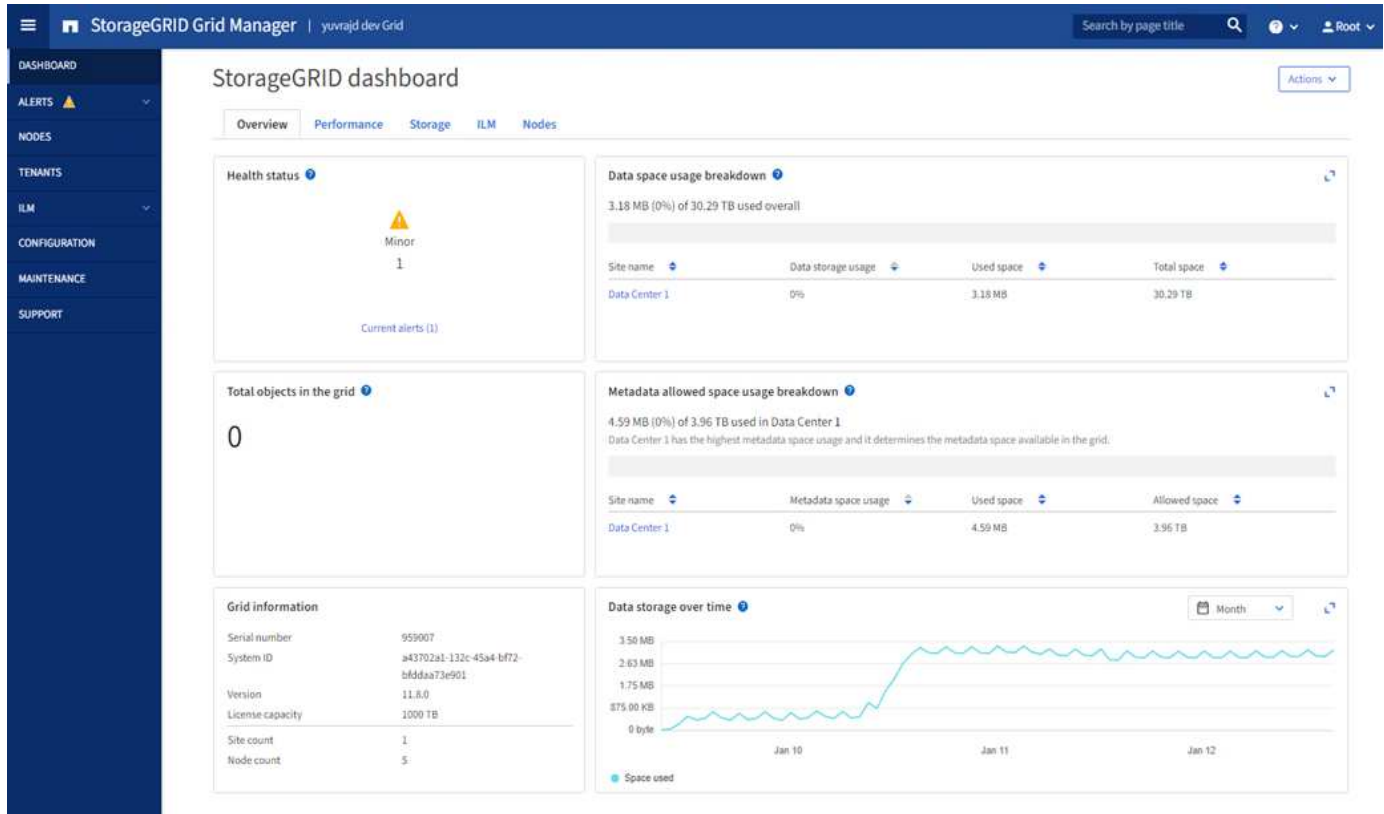 StorageGRID Grid Manager | yuvrajd dev Grid
Search by page title
Root
DASHBOARD
ALERTS
NODES
TENANTS
ILM
CONFIGURATION
MAINTENANCE
SUPPORT
StorageGRID dashboard
Actions
Overview Performance Storage ILM Nodes
Health status
Minor
1
Current alerts (1)
Data space usage breakdown
3.18 MB (0%) of 30.29 TB used overall
Site name Data storage usage Used space Total space
Data Center 1 0% 3.18 MB 30.29 TB
Total objects in the grid
0
Metadata allowed space usage breakdown
4.59 MB (0%) of 3.96 TB used in Data Center 1
Data Center 1 has the highest metadata space usage and it determines the metadata space available in the grid.
Site name Metadata space usage Used space Allowed space
Data Center 1 0% 4.59 MB 3.96 TB
Grid information
Serial number 959007
System ID a43702a1-132c-45a4-bf72-
bfddaa73e901
Version 11.8.0
License capacity 1000 TB
Site count 1
Node count 5
Data storage over time
Month
3.50 MB
2.63 MB
1.75 MB
875.00 KB
0 byte
Jan 10 Jan 11 Jan 12
Space used